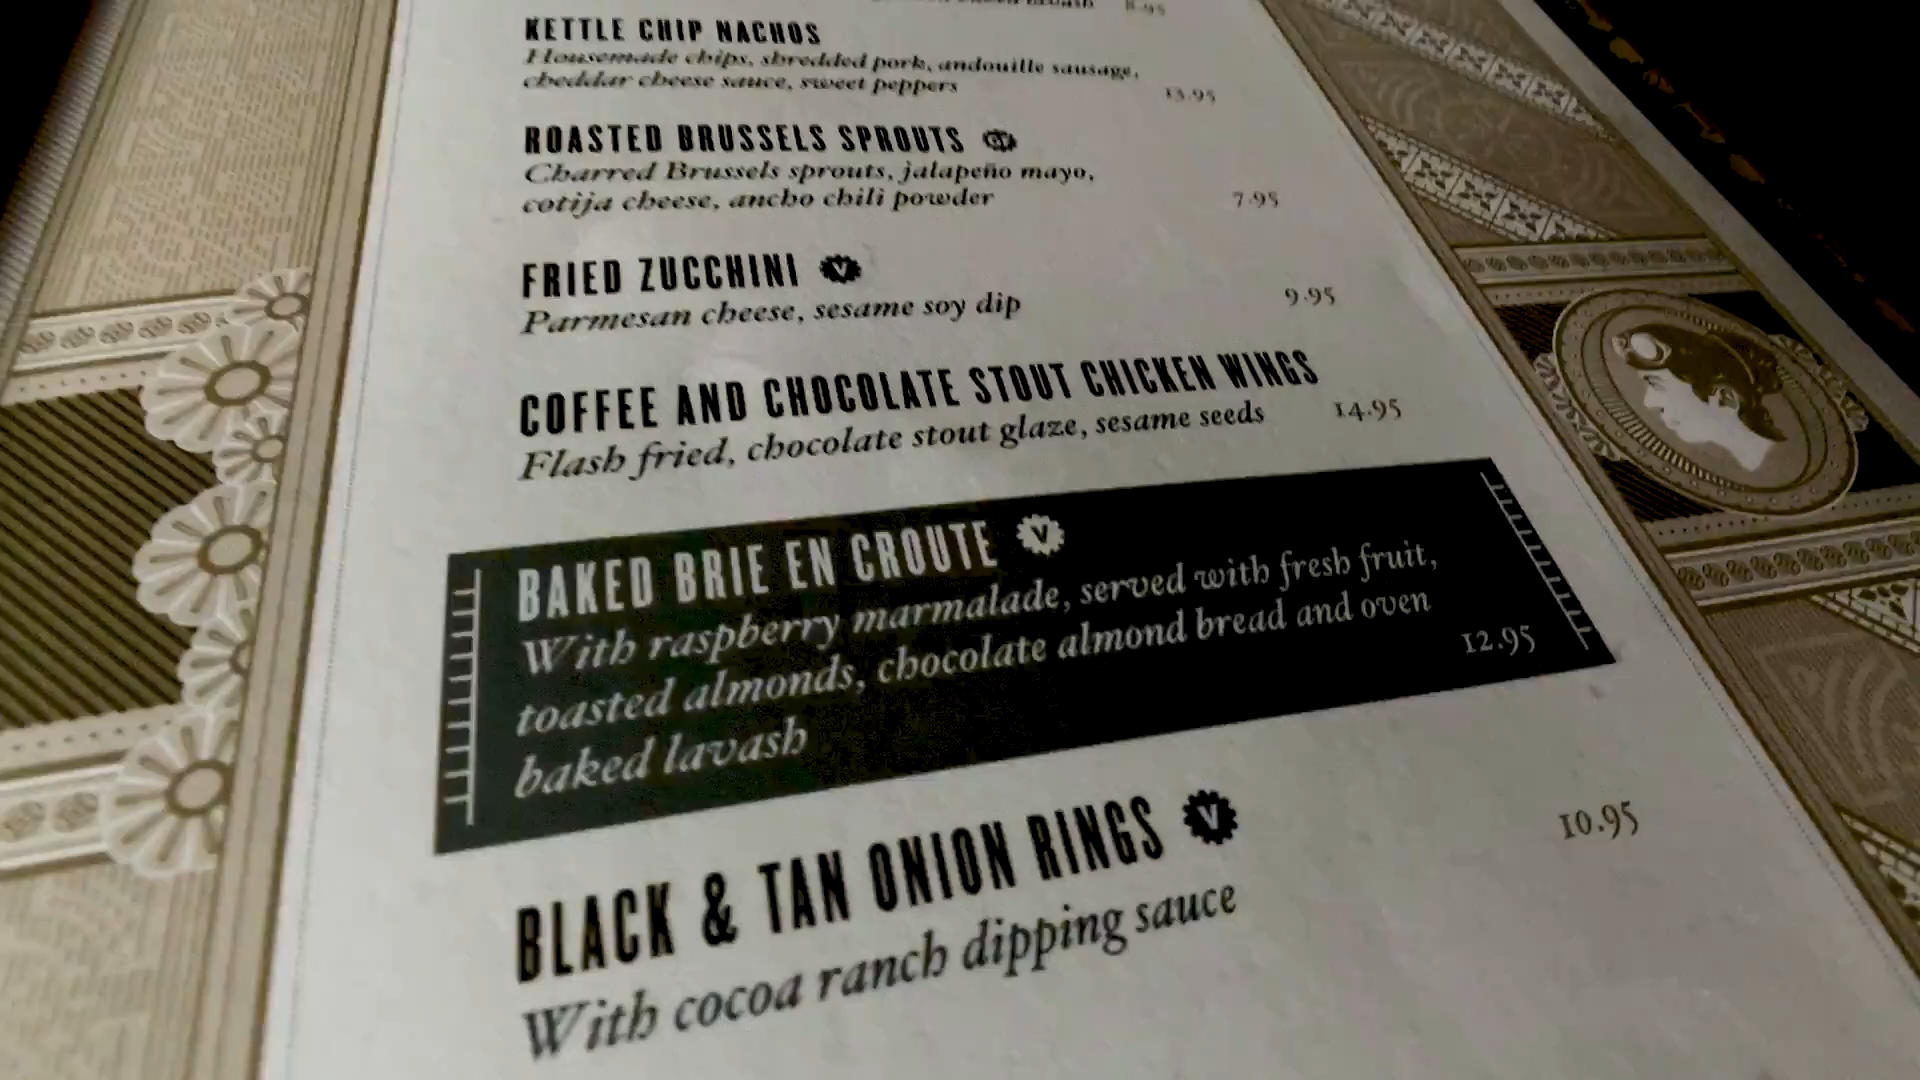 8.95
KETTLE CHIP NACHOS
Housemade chips, shredded pork, andouille sausage,
cheddar cheese sauce, sweet peppers 13.95
ROASTED BRUSSELS SPROUTS
Charred Brussels sprouts, jalapeño mayo,
cotija cheese, ancho chili powder 7.95
FRIED ZUCCHINI V
Parmesan cheese, sesame soy dip 9.95
COFFEE AND CHOCOLATE STOUT CHICKEN WINGS
Flash fried, chocolate stout glaze, sesame seeds 14.95
BAKED BRIE EN CROUTE V
With raspberry marmalade, served with fresh fruit,
toasted almonds, chocolate almond bread and oven
baked lavash 12.95
BLACK & TAN ONION RINGS V
With cocoa ranch dipping sauce 10.95